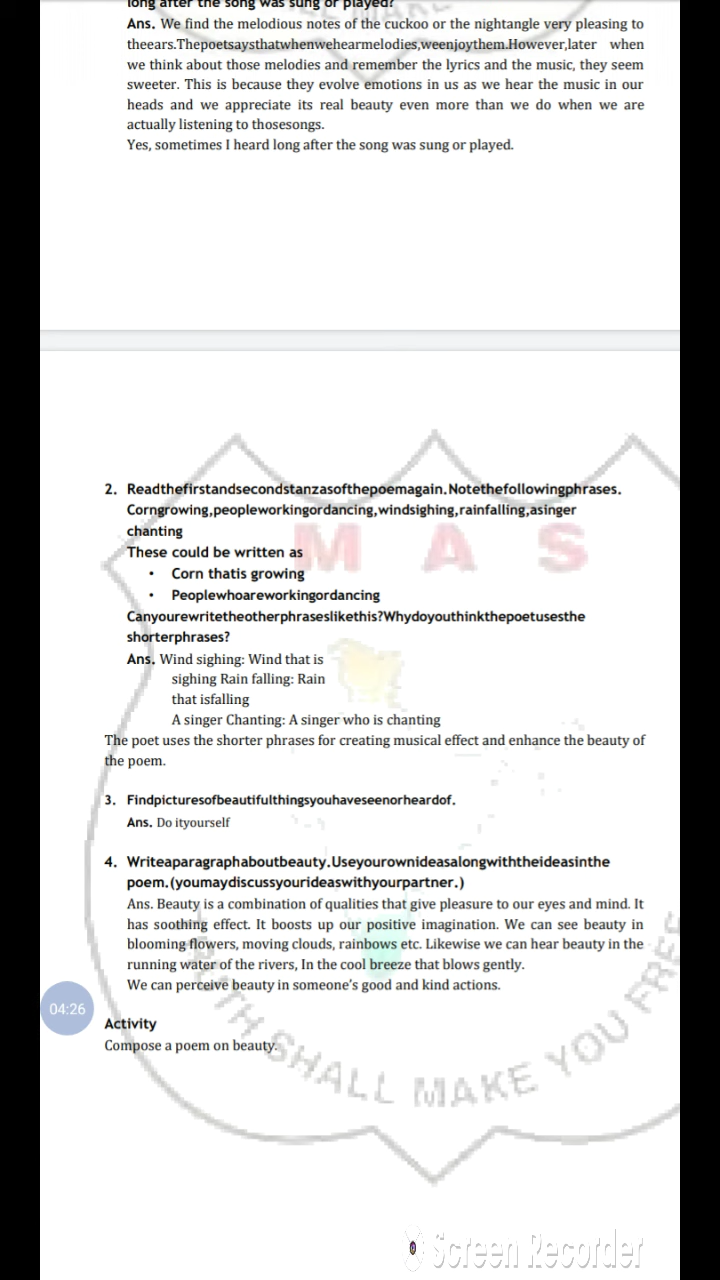 long after the song was sung or played?
Ans. We find the melodious notes of the cuckoo or the nightangle very pleasing to
theears.Thepoetsaysthatwhenwehearmelodies,weenjoythem.However,later when
we think about those melodies and remember the lyrics and the music, they seem
sweeter. This is because they evolve emotions in us as we hear the music in our
heads and we appreciate its real beauty even more than we do when we are
actually listening to thosesongs.
Yes, sometimes I heard long after the song was sung or played.
2. Readthefirstandsecondstanzasofthepoemagain.Notethefollowingphrases.
Corngrowing,peopleworkingordancing,windsighing,rainfalling,asinger
chanting
These could be written as
• Corn thatis growing
• Peoplewhoareworkingordancing
Canyourewritetheotherphraseslikethis?Whydoyouthinkthepoetusesthe
shorterphrases?
Ans. Wind sighing: Wind that is
sighing Rain falling: Rain
that isfalling
A singer Chanting: A singer who is chanting
The poet uses the shorter phrases for creating musical effect and enhance the beauty of
the poem.
3. Findpicturesofbeautifulthingsyouhaveseenorheardof.
Ans. Do ityourself
4. Writeaparagraphaboutbeauty.Useyourownideasalongwiththeideasinthe
poem.(youmaydiscussyourideaswithyourpartner.)
Ans. Beauty is a combination of qualities that give pleasure to our eyes and mind. It
has soothing effect. It boosts up our positive imagination. We can see beauty in
blooming flowers, moving clouds, rainbows etc. Likewise we can hear beauty in the
running water of the rivers, In the cool breeze that blows gently.
We can perceive beauty in someone's good and kind actions.
04:26
Activity
Compose a poem on beauty.
M A S
TRUTH SHALL MAKE YOU FREE
Screen Recorder